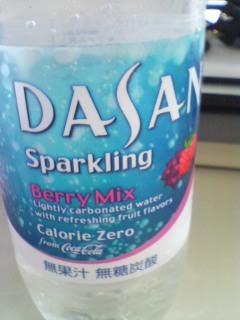 DASAN
Sparkling
Berry Mix
Lightly carbonated water
with refreshing fruit flavors
Calorie Zero
from Coca-Cola
無果汁 無糖炭酸